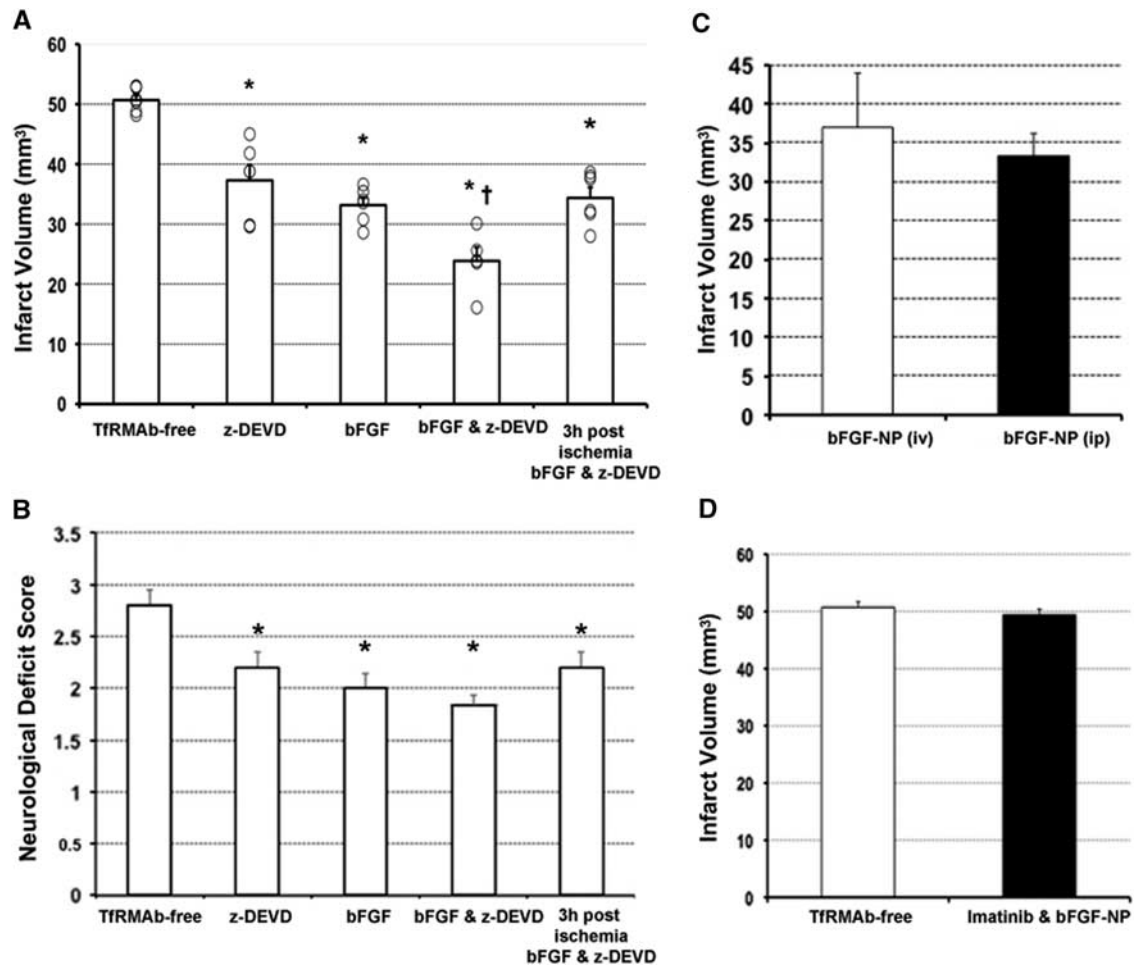 A
Infarct Volume (mm³)
60
50
40
30
20
10
0
*
*
* †
*
TfRMAb-free
z-DEVD
bFGF
bFGF & z-DEVD
3h post
ischemia
bFGF & z-DEVD
B
Neurological Deficit Score
3.5
3
2.5
2
1.5
1
0.5
0
*
*
*
*
TfRMAb-free
z-DEVD
bFGF
bFGF & z-DEVD
3h post
ischemia
bFGF & z-DEVD
C
Infarct Volume (mm³)
45
40
35
30
25
20
15
10
5
0
bFGF-NP (iv)
bFGF-NP (ip)
D
Infarct Volume (mm³)
60
50
40
30
20
10
0
TfRMAb-free
Imatinib & bFGF-NP